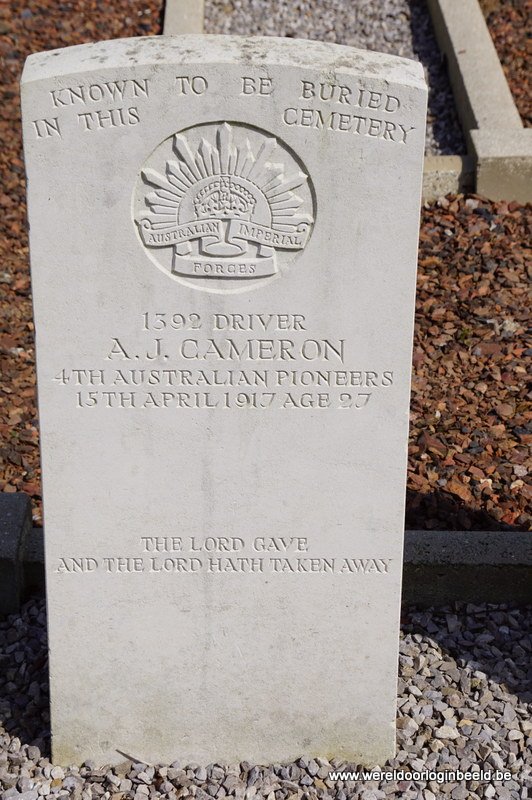 KNOWN TO BE BURIED
IN THIS CEMETERY
AUSTRALIAN IMPERIAL
FORCES
1392 DRIVER
A. J. CAMERON
4TH AUSTRALIAN PIONEERS
15TH APRIL 1917 AGE 27
THE LORD GAVE
AND THE LORD HATH TAKEN AWAY
www.wereldoorloginbeeld.be